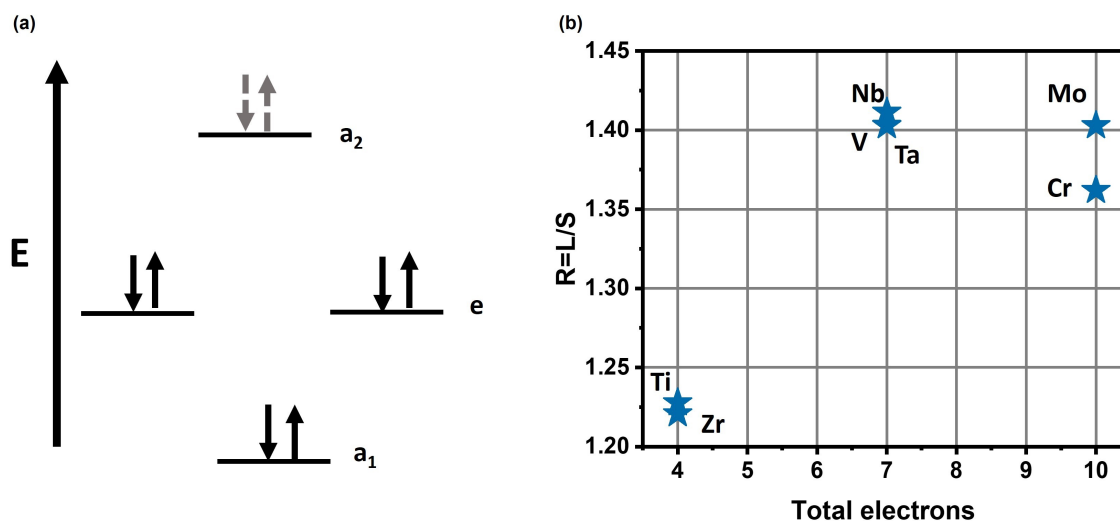 (a)
E
a₂
e
a₁
(b)
R=L/S
1.45
1.40
1.35
1.30
1.25
1.20
Nb
V
Ta
Mo
Cr
Ti
Zr
4 5 6 7 8 9 10
Total electrons